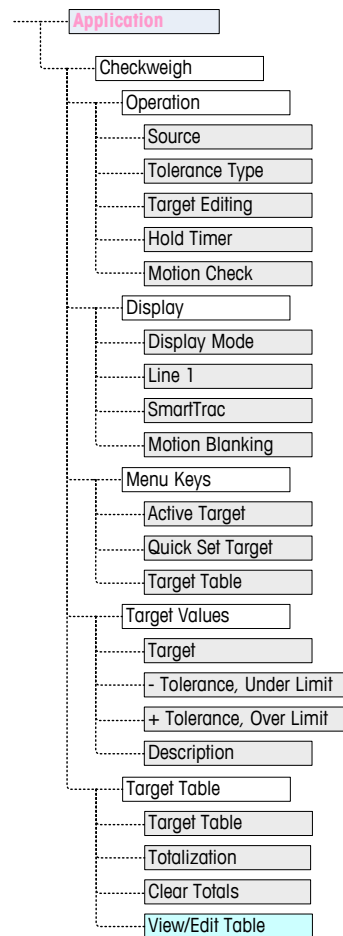 Application
Checkweigh
Operation
Source
Tolerance Type
Target Editing
Hold Timer
Motion Check
Display
Display Mode
Line 1
SmartTrac
Motion Blanking
Menu Keys
Active Target
Quick Set Target
Target Table
Target Values
Target
- Tolerance, Under Limit
+ Tolerance, Over Limit
Description
Target Table
Target Table
Totalization
Clear Totals
View/Edit Table